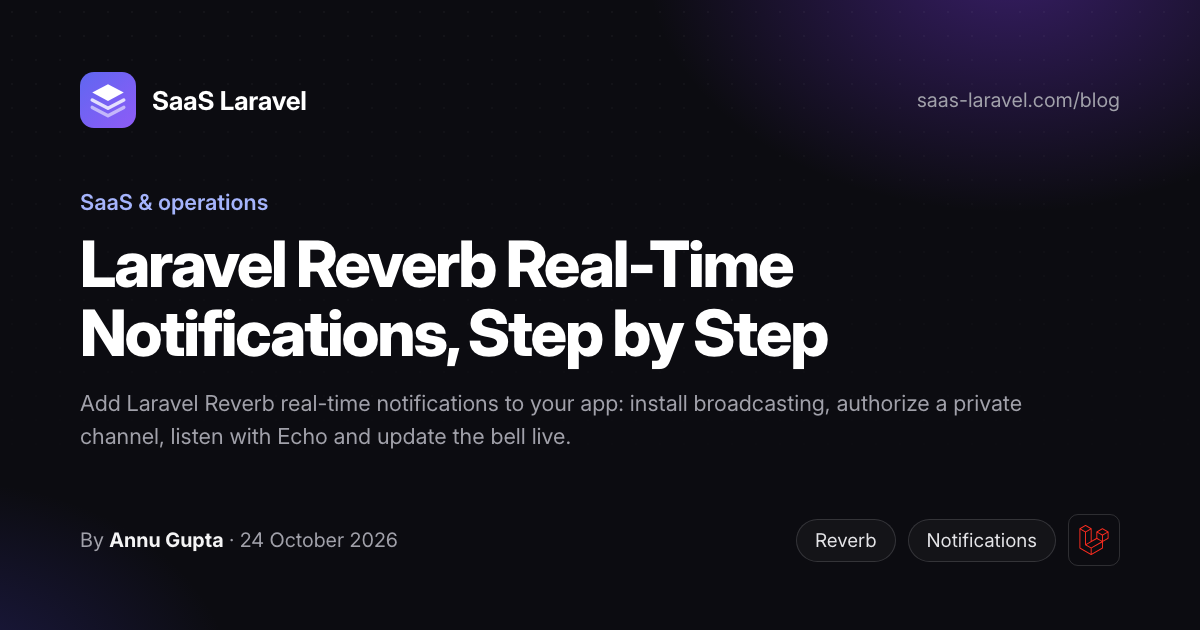 SaaS Laravel
saas-laravel.com/blog
SaaS & operations
Laravel Reverb Real-Time
Notifications, Step by Step
Add Laravel Reverb real-time notifications to your app: install broadcasting, authorize a private
channel, listen with Echo and update the bell live.
By Annu Gupta · 24 October 2026
Reverb
Notifications